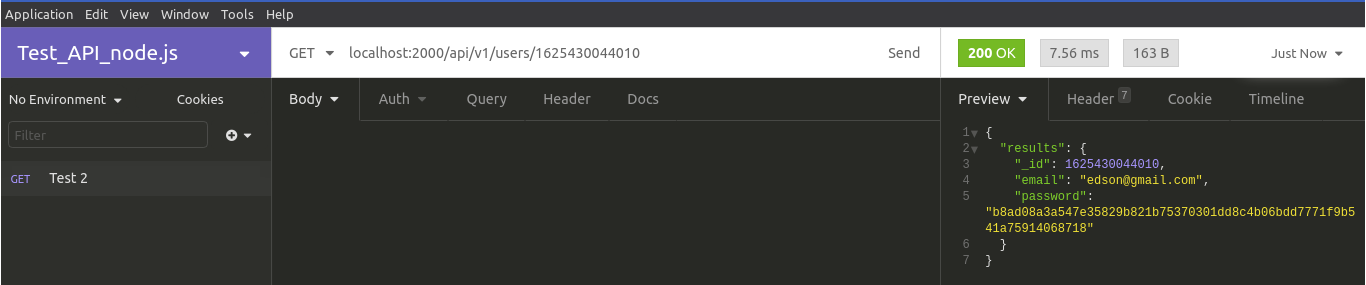 Application Edit View Window Tools Help
Test_API_node.js
GET localhost:2000/api/v1/users/1625430044010 Send
200 OK 7.56 ms 163 B Just Now
No Environment Cookies
Body Auth Query Header Docs
Preview Header 7 Cookie Timeline
Filter
GET Test 2
1 {
2 "results": {
3 "_id": 1625430044010,
4 "email": "edson@gmail.com",
5 "password":
"b8ad08a3a547e35829b821b75370301dd8c4b06bdd7771f9b5
41a75914068718"
6 }
7 }